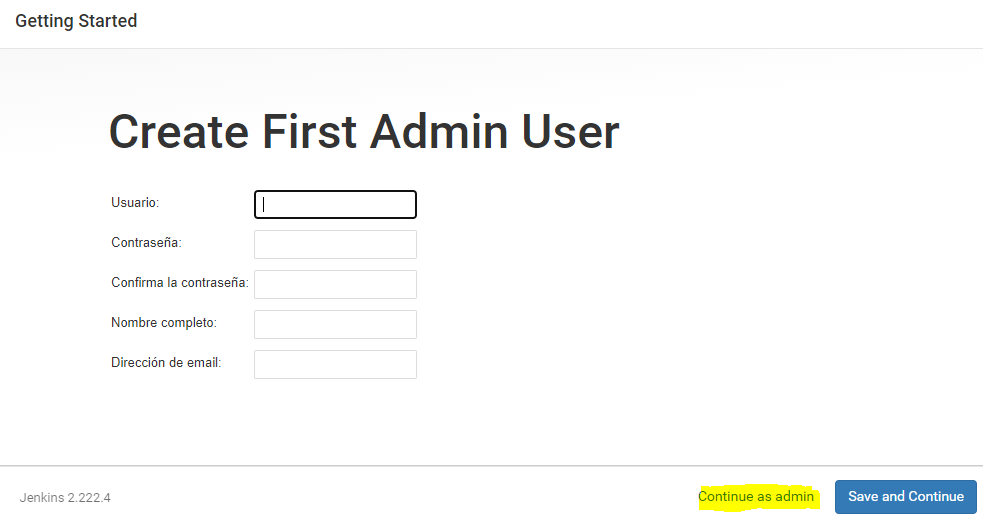 Getting Started
Create First Admin User
Usuario:
Contraseña:
Confirma la contraseña:
Nombre completo:
Dirección de email:
Jenkins 2.222.4
Continue as admin
Save and Continue